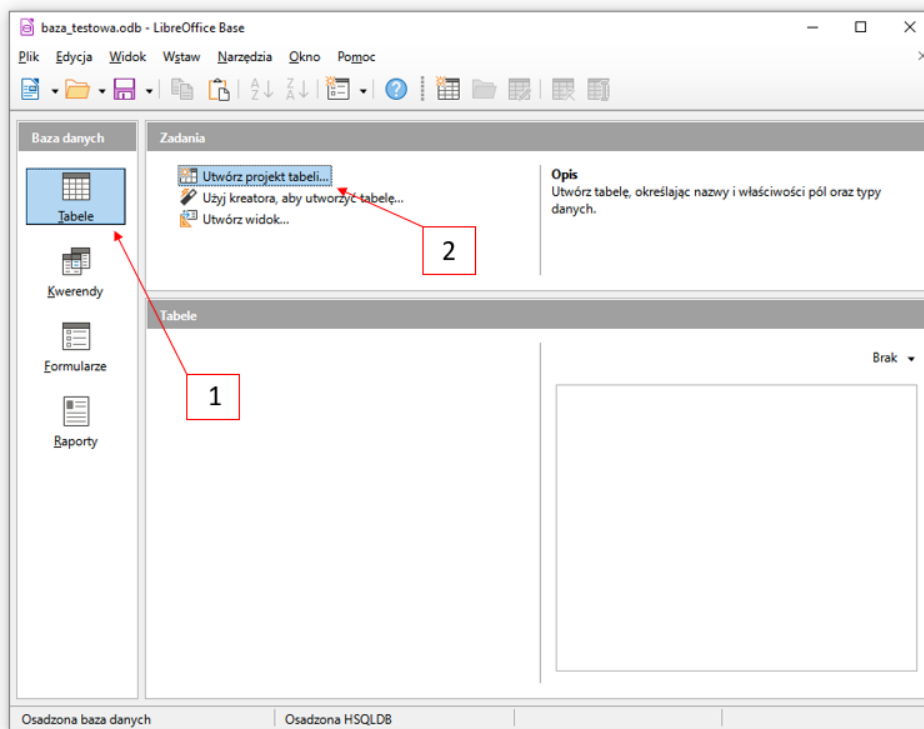 baza_testowa.odb - LibreOffice Base
Plik Edycja Widok Wstaw Narzędzia Okno Pomoc
Baza danych
Tabele
Kwerendy
Formularze
Raporty
Zadania
Utwórz projekt tabeli...
Użyj kreatora, aby utworzyć tabelę...
Utwórz widok...
2
Opis
Utwórz tabelę, określając nazwy i właściwości pól oraz typy
danych.
Tabele
1
Brak
Osadzona baza danych
Osadzona HSQLDB